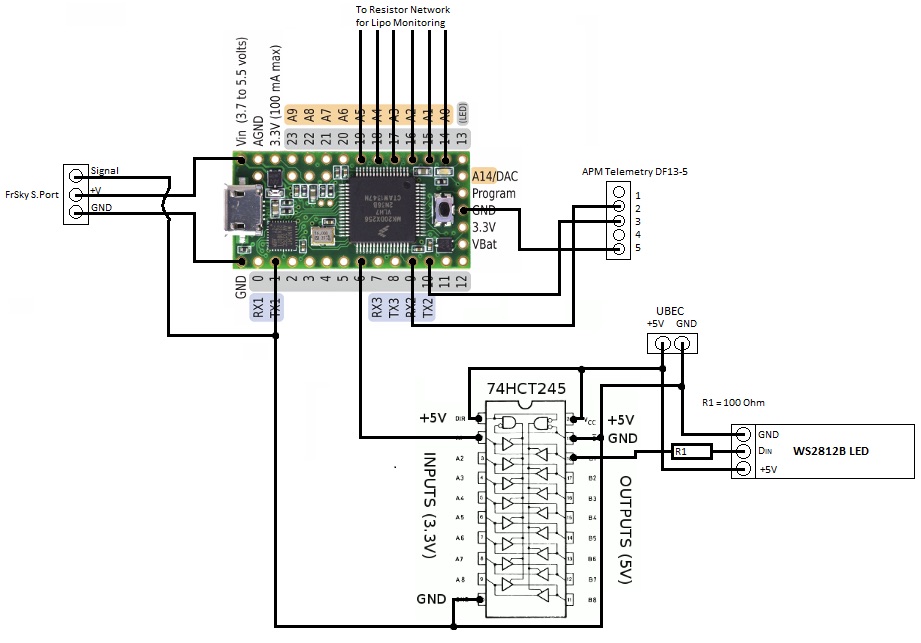 To Resistor Network
for Lipo Monitoring
Vin (3.7 to 5.5 volts)
AGND
3.3V (100 mA max)
A9
A8
A7
A6
A5
A4
A3
A2
A1
A0
(LED)
23
22
21
20
19
18
17
16
15
14
13
A14/DAC
Program
GND
3.3V
VBat
FrSky S.Port
Signal
+V
GND
APM Telemetry DF13-5
1
2
3
4
5
GND
0
1
2
3
4
5
6
7
8
9
10
11
12
RX1
TX1
RX3
TX3
RX2
TX2
UBEC
+5V
GND
74HCT245
R1 = 100 Ohm
+5V
DIR
VCC
+5V
GND
A2
A3
A4
A5
A6
A7
A8
B2
B3
B4
B5
B6
B7
B8
INPUTS (3.3V)
OUTPUTS (5V)
GND
R1
GND
DIN
+5V
WS2812B LED